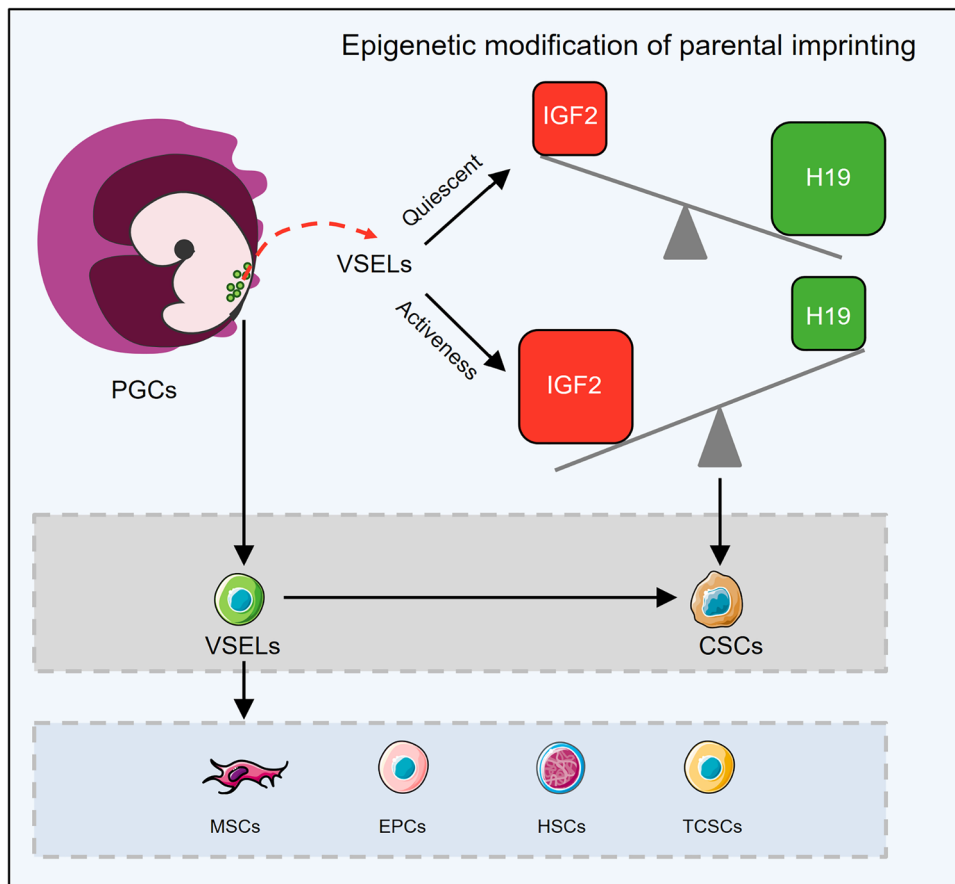 Epigenetic modification of parental imprinting
IGF2
H19
Quiescent
VSELs
Activeness
H19
IGF2
PGCs
VSELs
CSCs
MSCs
EPCs
HSCs
TCSCs